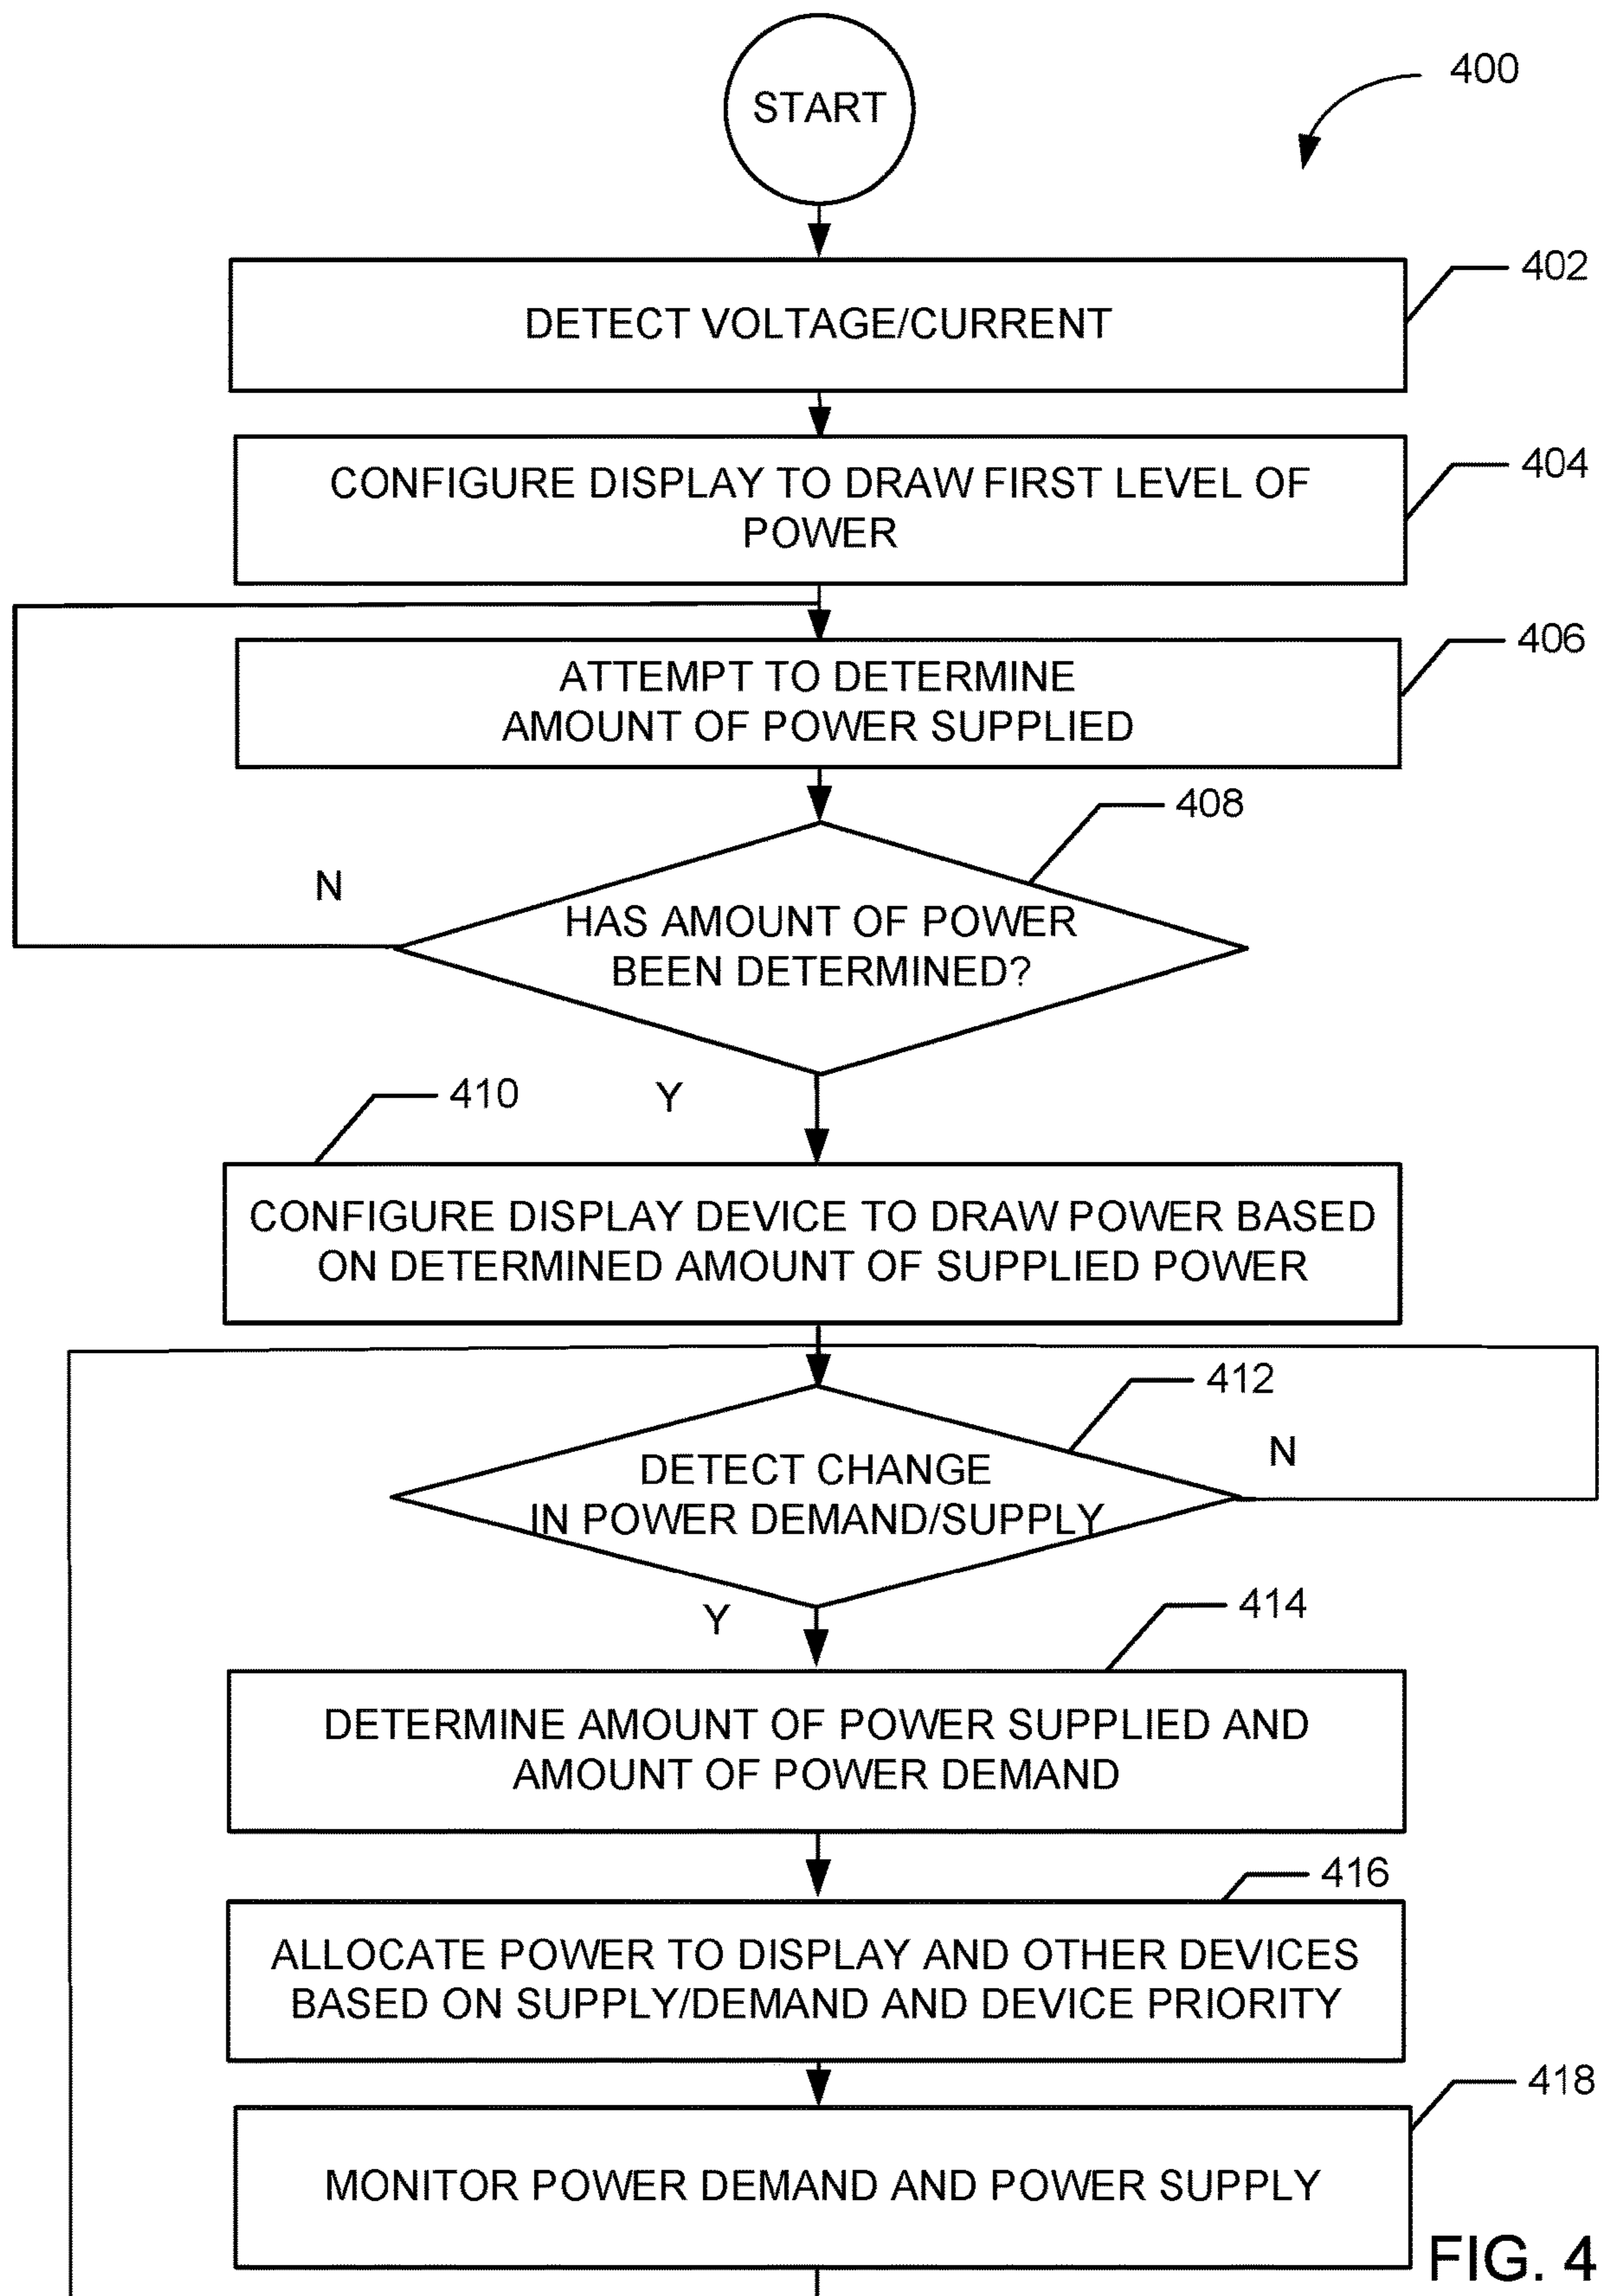 START
400
402
DETECT VOLTAGE/CURRENT
404
CONFIGURE DISPLAY TO DRAW FIRST LEVEL OF
POWER
406
ATTEMPT TO DETERMINE
AMOUNT OF POWER SUPPLIED
408
N
HAS AMOUNT OF POWER
BEEN DETERMINED?
410
Y
CONFIGURE DISPLAY DEVICE TO DRAW POWER BASED
ON DETERMINED AMOUNT OF SUPPLIED POWER
412
N
DETECT CHANGE
IN POWER DEMAND/SUPPLY
414
Y
DETERMINE AMOUNT OF POWER SUPPLIED AND
AMOUNT OF POWER DEMAND
416
ALLOCATE POWER TO DISPLAY AND OTHER DEVICES
BASED ON SUPPLY/DEMAND AND DEVICE PRIORITY
418
MONITOR POWER DEMAND AND POWER SUPPLY
FIG. 4